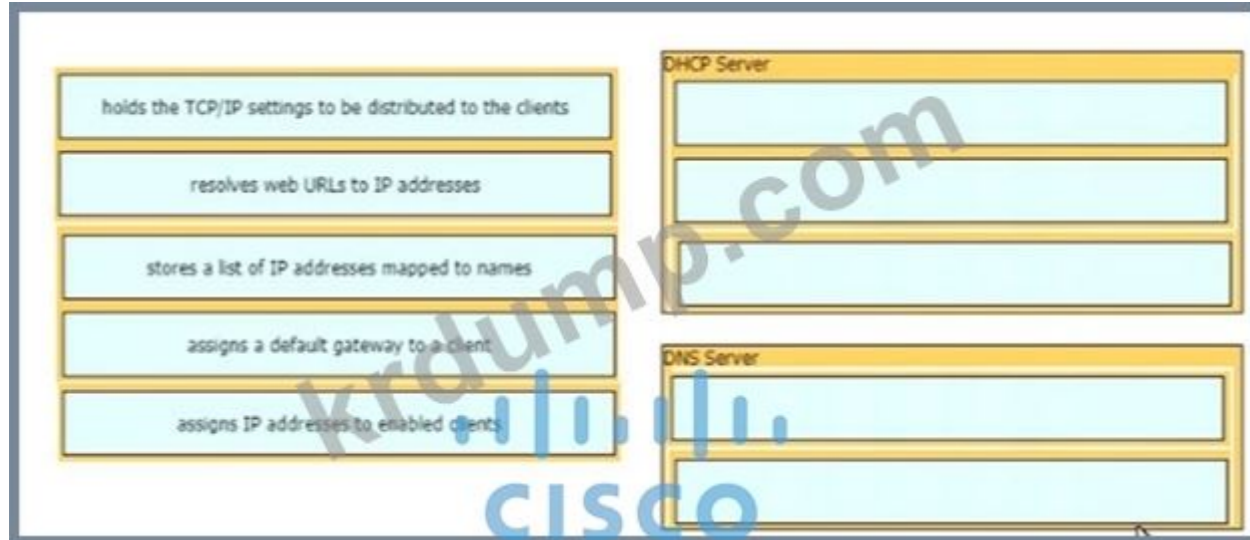 holds the TCP/IP settings to be distributed to the clients
resolves web URLs to IP addresses
stores a list of IP addresses mapped to names
assigns a default gateway to a client
assigns IP addresses to enabled clients
DHCP Server
DNS Server
krdump.com
CISCO